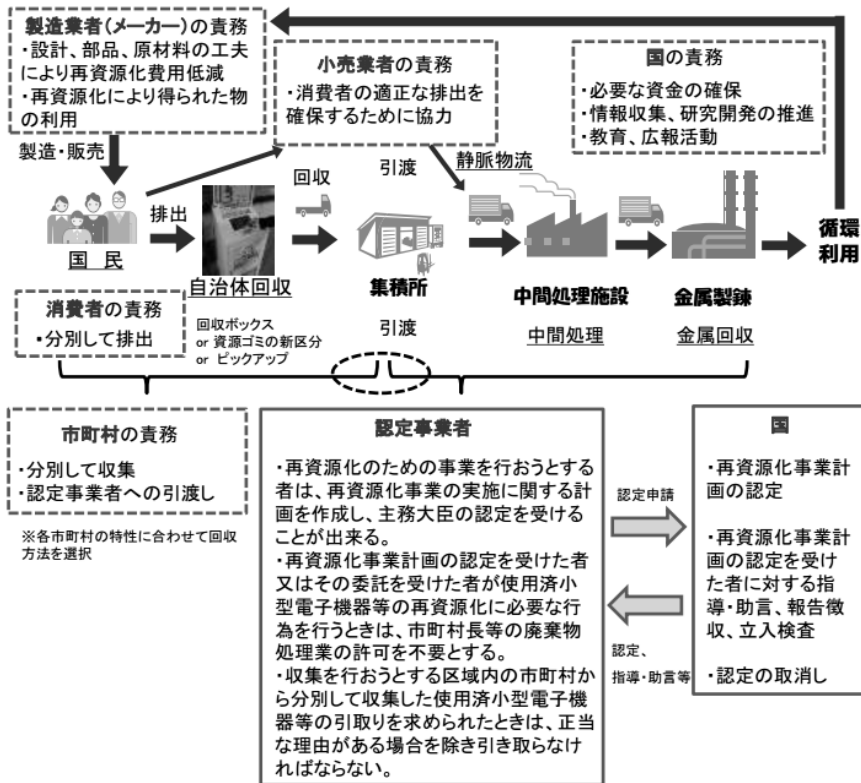 製造業者(メーカー)の責務
・設計、部品、原材料の工夫
により再資源化費用低減
・再資源化により得られた物
の利用
小売業者の責務
・消費者の適正な排出を
確保するために協力
国の責務
・必要な資金の確保
・情報収集、研究開発の推進
・教育、広報活動
製造・販売
国 民
排出
自治体回収
回収
引渡
集積所
引渡
静脈物流
中間処理施設
中間処理
金属製錬
金属回収
循環
利用
消費者の責務
・分別して排出
回収ボックス
or 資源ゴミの新区分
or ピックアップ
市町村の責務
・分別して収集
・認定事業者への引渡し
※各市町村の特性に合わせて回収
方法を選択
認定事業者
・再資源化のための事業を行おうとする
者は、再資源化事業の実施に関する計
画を作成し、主務大臣の認定を受けるこ
とが出来る。
・再資源化事業計画の認定を受けた者
又はその委託を受けた者が使用済小
型電子機器等の再資源化に必要な行
為を行うときは、市町村長等の廃棄物
処理業の許可を不要とする。
・収集を行おうとする区域内の市町村か
ら分別して収集した使用済小型電子機
器等の引取りを求められたときは、正当
な理由がある場合を除き引き取らなけ
ればならない。
認定申請
認定、
指導・助言等
国
・再資源化事業計
画の認定
・再資源化事業計
画の認定を受け
た者に対する指
導・助言、報告徴
収、立入検査
・認定の取消し